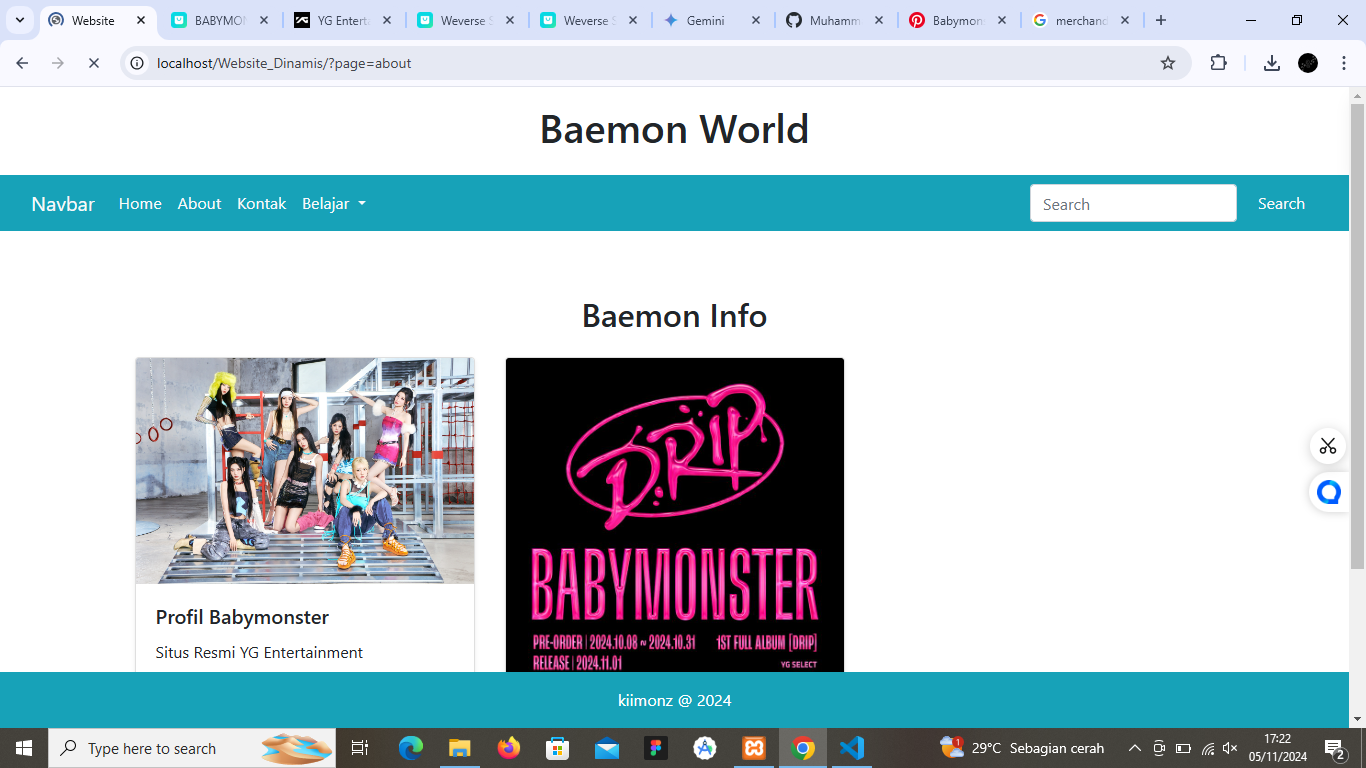 Website
BABYMON
YG Enterta
Weverse S
Weverse S
Gemini
Muhamm
Babymons
merchand
localhost/Website_Dinamis/?page=about
Baemon World
Navbar Home About Kontak Belajar Search Search
Baemon Info
DRIP
BABYMONSTER
PRE-ORDER | 2024.10.08 ~ 2024.10.31 1ST FULL ALBUM [DRIP]
RELEASE | 2024.11.01 YG SELECT
Profil Babymonster
Situs Resmi YG Entertainment
kiimonz @ 2024
Type here to search
1
29°C Sebagian cerah
17:22
05/11/2024
2